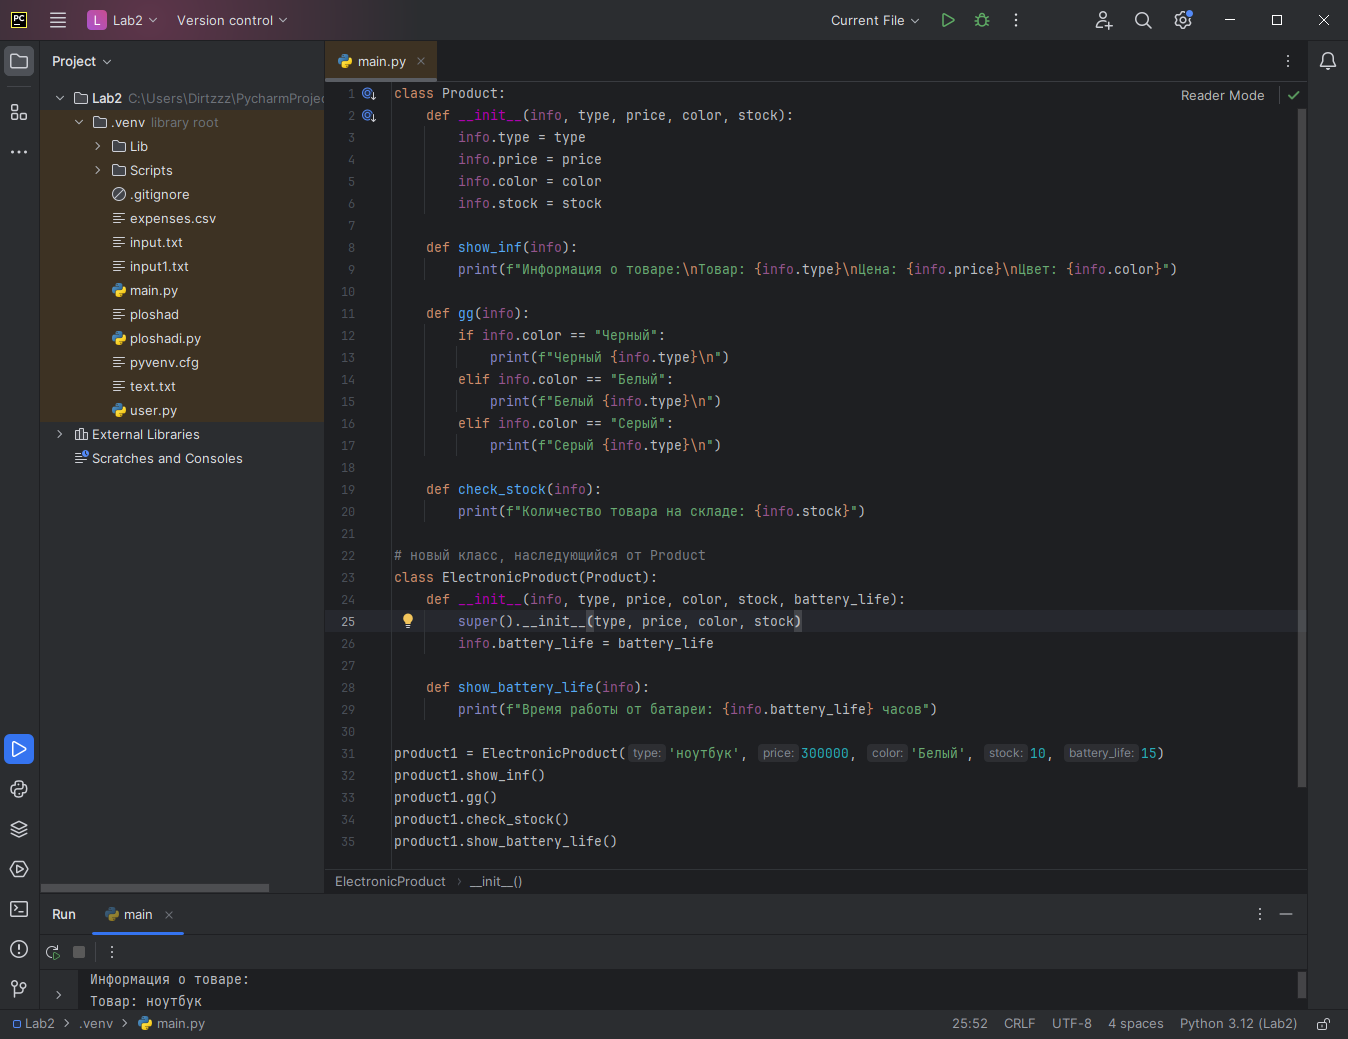 PC L Lab2 Version control Current File
Project
main.py
Lab2 C:\Users\Dirtzzz\PycharmProjec
.venv library root
Lib
Scripts
.gitignore
expenses.csv
input.txt
input1.txt
main.py
ploshad
ploshadi.py
pyvenv.cfg
text.txt
user.py
External Libraries
Scratches and Consoles
Reader Mode
1 class Product:
2 def __init__(info, type, price, color, stock):
3 info.type = type
4 info.price = price
5 info.color = color
6 info.stock = stock
7
8 def show_inf(info):
9 print(f"Информация о товаре:\nТовар: {info.type}\nЦена: {info.price}\nЦвет: {info.color}")
10
11 def gg(info):
12 if info.color == "Черный":
13 print(f"Черный {info.type}\n")
14 elif info.color == "Белый":
15 print(f"Белый {info.type}\n")
16 elif info.color == "Серый":
17 print(f"Серый {info.type}\n")
18
19 def check_stock(info):
20 print(f"Количество товара на складе: {info.stock}")
21
22 # новый класс, наследующийся от Product
23 class ElectronicProduct(Product):
24 def __init__(info, type, price, color, stock, battery_life):
25 super().__init__(type, price, color, stock)
26 info.battery_life = battery_life
27
28 def show_battery_life(info):
29 print(f"Время работы от батареи: {info.battery_life} часов")
30
31 product1 = ElectronicProduct( type: 'ноутбук', price: 300000, color: 'Белый', stock: 10, battery_life: 15)
32 product1.show_inf()
33 product1.gg()
34 product1.check_stock()
35 product1.show_battery_life()
ElectronicProduct › __init__()
Run main
Информация о товаре:
Товар: ноутбук
Lab2 > .venv > main.py 25:52 CRLF UTF-8 4 spaces Python 3.12 (Lab2)